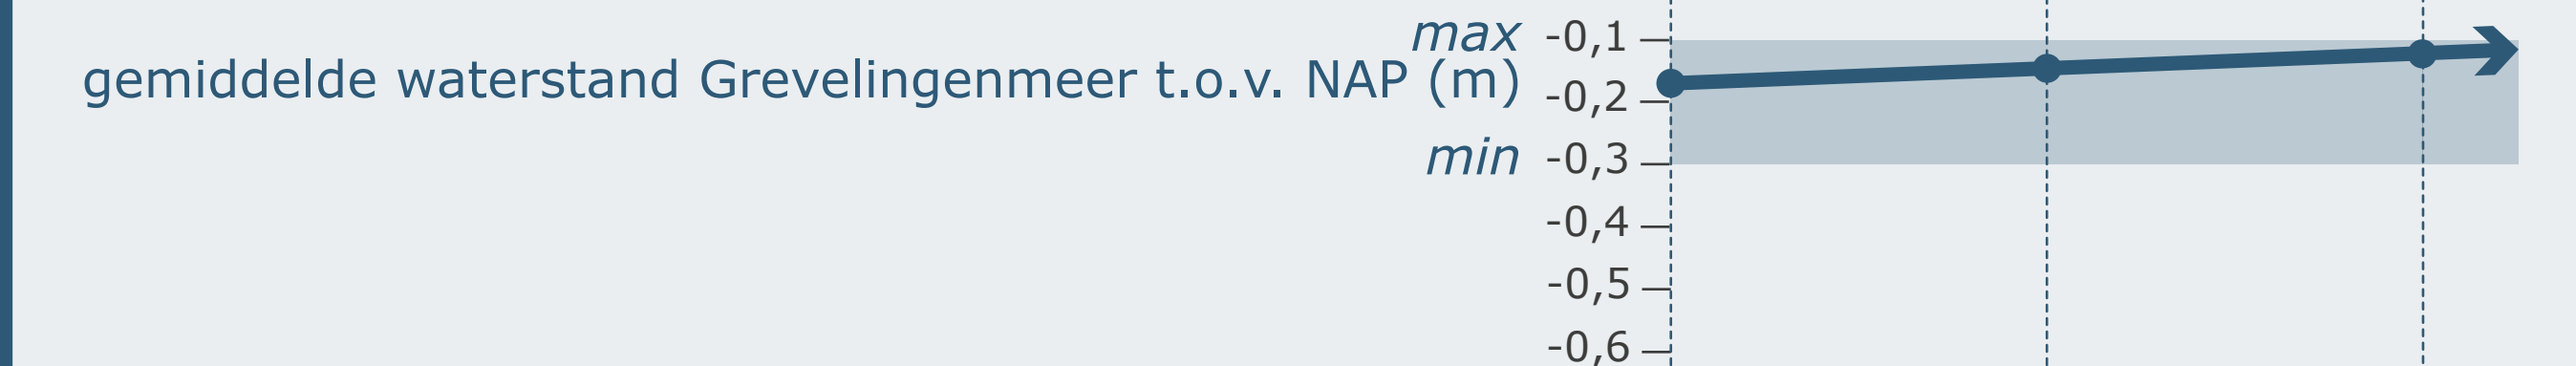 max -0,1
gemiddelde waterstand Grevelingenmeer t.o.v. NAP (m) -0,2
min -0,3
-0,4
-0,5
-0,6